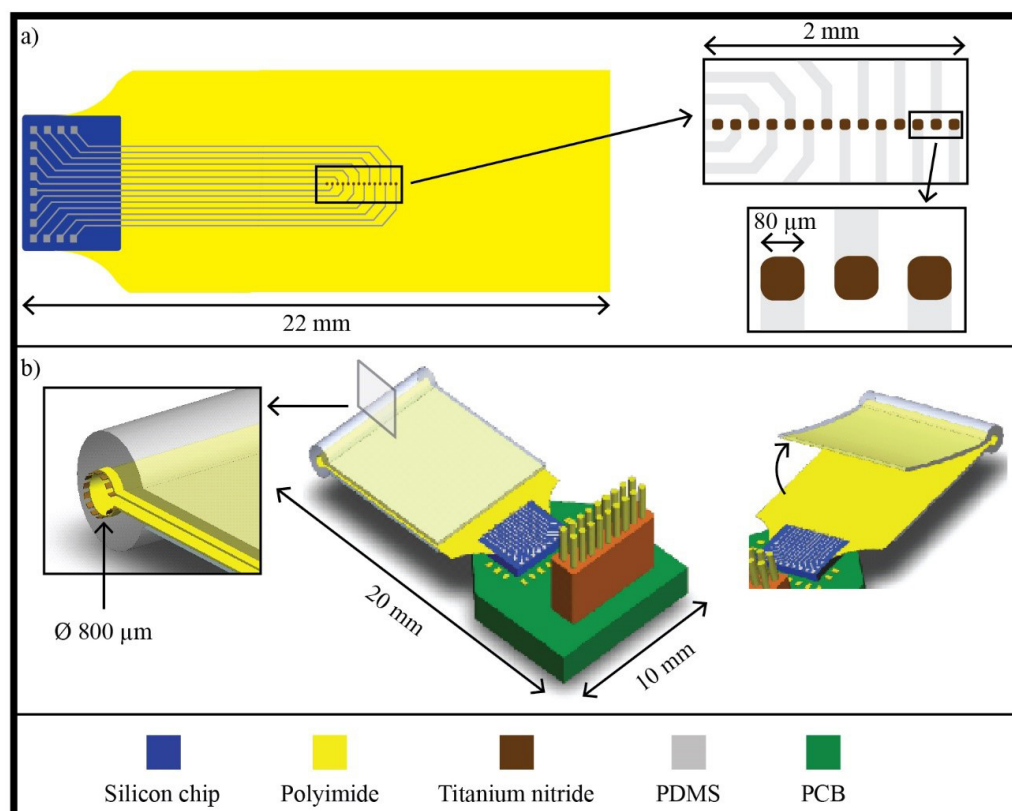 a)
2 mm
80 µm
22 mm
b)
Ø 800 µm
20 mm
10 mm
Silicon chip
Polyimide
Titanium nitride
PDMS
PCB